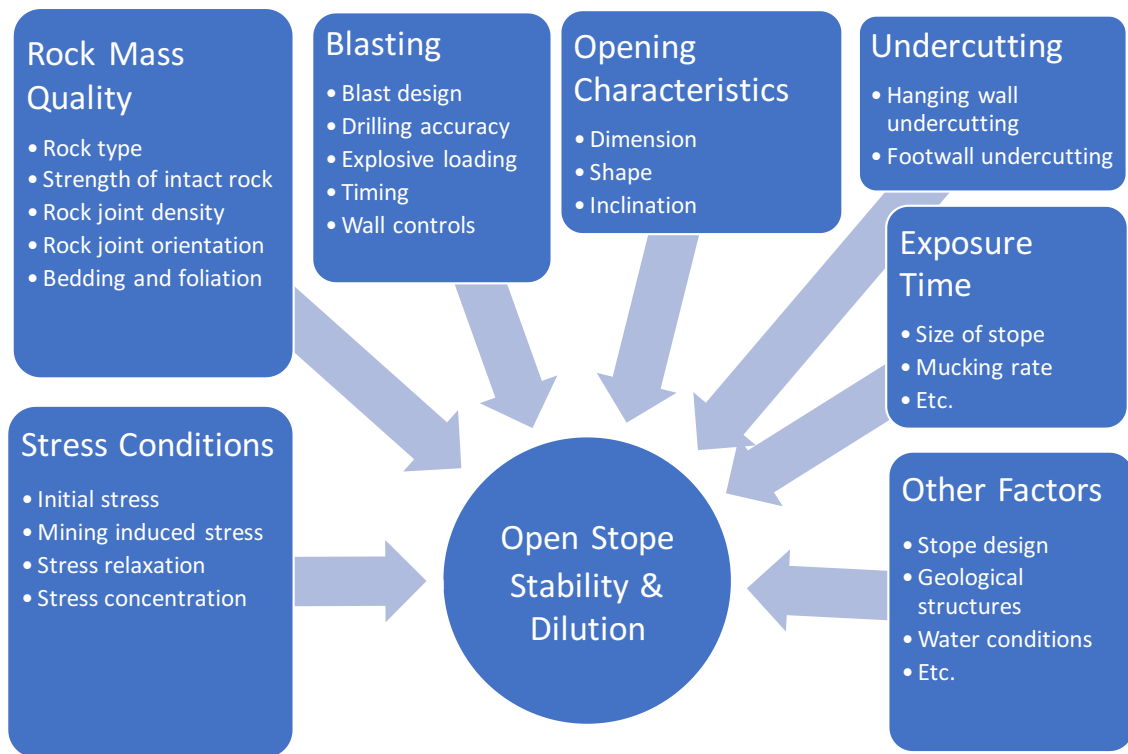 Rock Mass
Quality
• Rock type
• Strength of intact rock
• Rock joint density
• Rock joint orientation
• Bedding and foliation
Blasting
• Blast design
• Drilling accuracy
• Explosive loading
• Timing
• Wall controls
Opening
Characteristics
• Dimension
• Shape
• Inclination
Undercutting
• Hanging wall
undercutting
• Footwall undercutting
Exposure
Time
• Size of stope
• Mucking rate
• Etc.
Stress Conditions
• Initial stress
• Mining induced stress
• Stress relaxation
• Stress concentration
Open Stope
Stability &
Dilution
Other Factors
• Stope design
• Geological
structures
• Water conditions
• Etc.